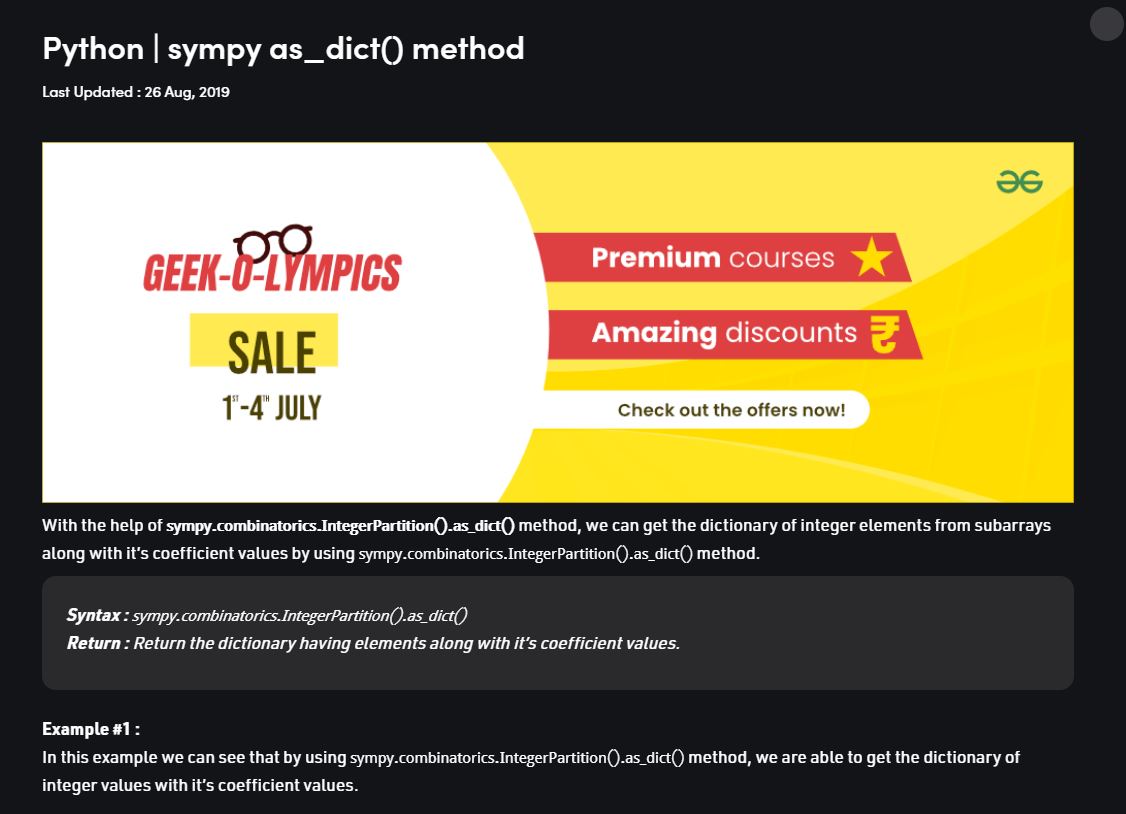 Python | sympy as_dict() method
Last Updated : 26 Aug, 2019
GEEK-O-LYMPICS
SALE
1ST-4TH JULY
Premium courses
Amazing discounts
Check out the offers now!
With the help of sympy.combinatorics.IntegerPartition().as_dict() method, we can get the dictionary of integer elements from subarrays
along with it's coefficient values by using sympy.combinatorics.IntegerPartition().as_dict() method.
Syntax : sympy.combinatorics.IntegerPartition().as_dict()
Return : Return the dictionary having elements along with it's coefficient values.
Example #1 :
In this example we can see that by using sympy.combinatorics.IntegerPartition().as_dict() method, we are able to get the dictionary of
integer values with it's coefficient values.